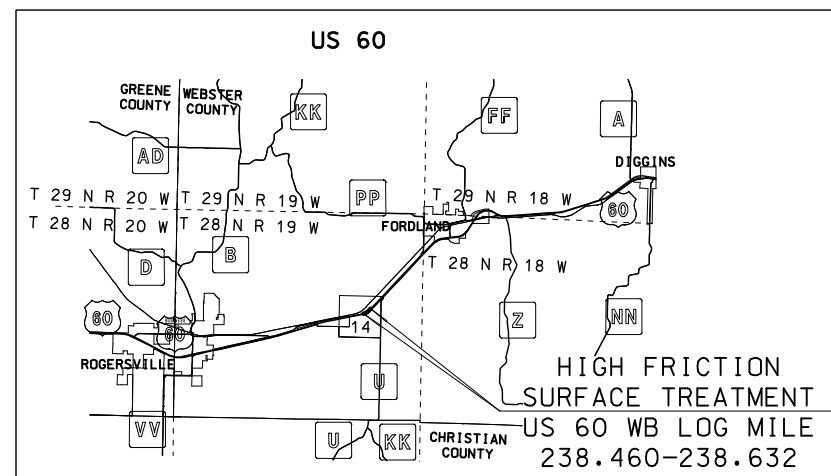 US 60
GREENE
COUNTY
WEBSTER
COUNTY
KK
FF
A
AD
DIGGINS
T 29 N R 20 W
T 29 N R 19 W
PP
T 29 N R 18 W
60
T 28 N R 20 W
T 28 N R 19 W
FORDLAND
B
D
T 28 N R 18 W
60
60
14
Z
NN
ROGERSVILLE
U
HIGH FRICTION
SURFACE TREATMENT
US 60 WB LOG MILE
238.460-238.632
VV
U
KK
CHRISTIAN
COUNTY